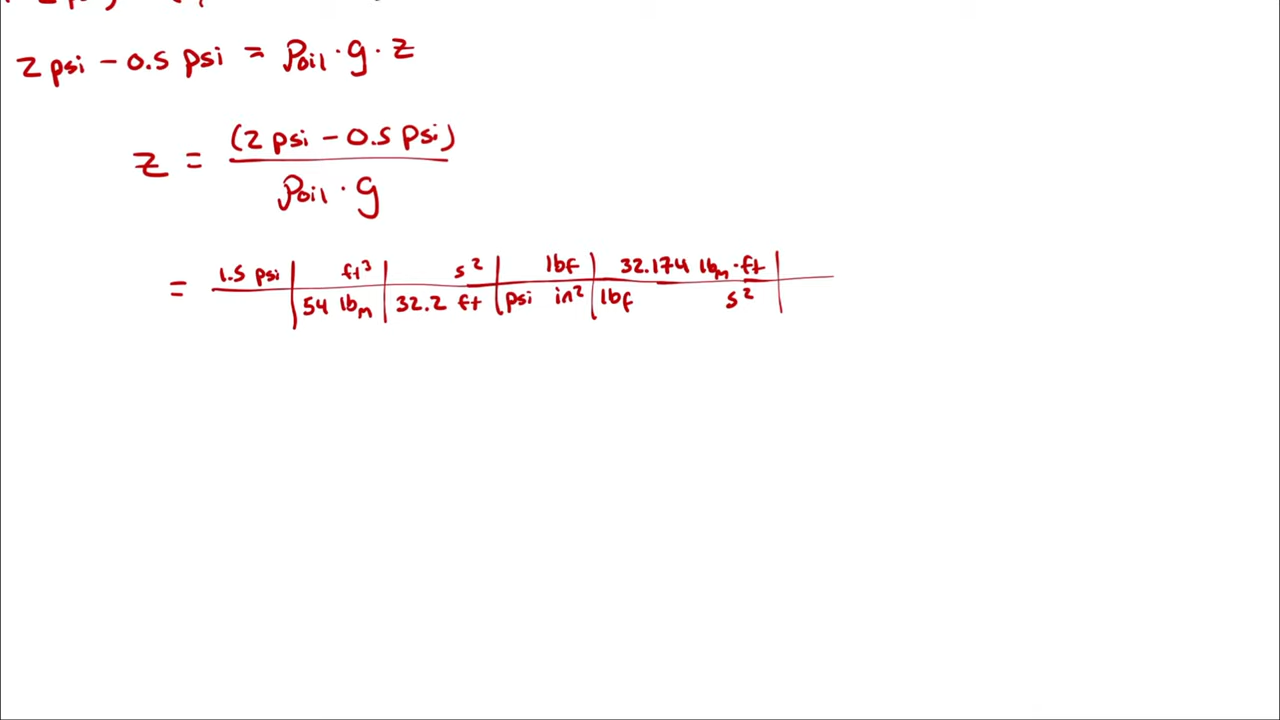 2 psi - 0.5 psi = ρoil · g · z
z = (2 psi - 0.5 psi)
ρoil · g
= 1.5 psi | ft³ | s² | lbf | 32.174 lbm · ft |
| 54 lbm | 32.2 ft | psi in² | lbf s² |